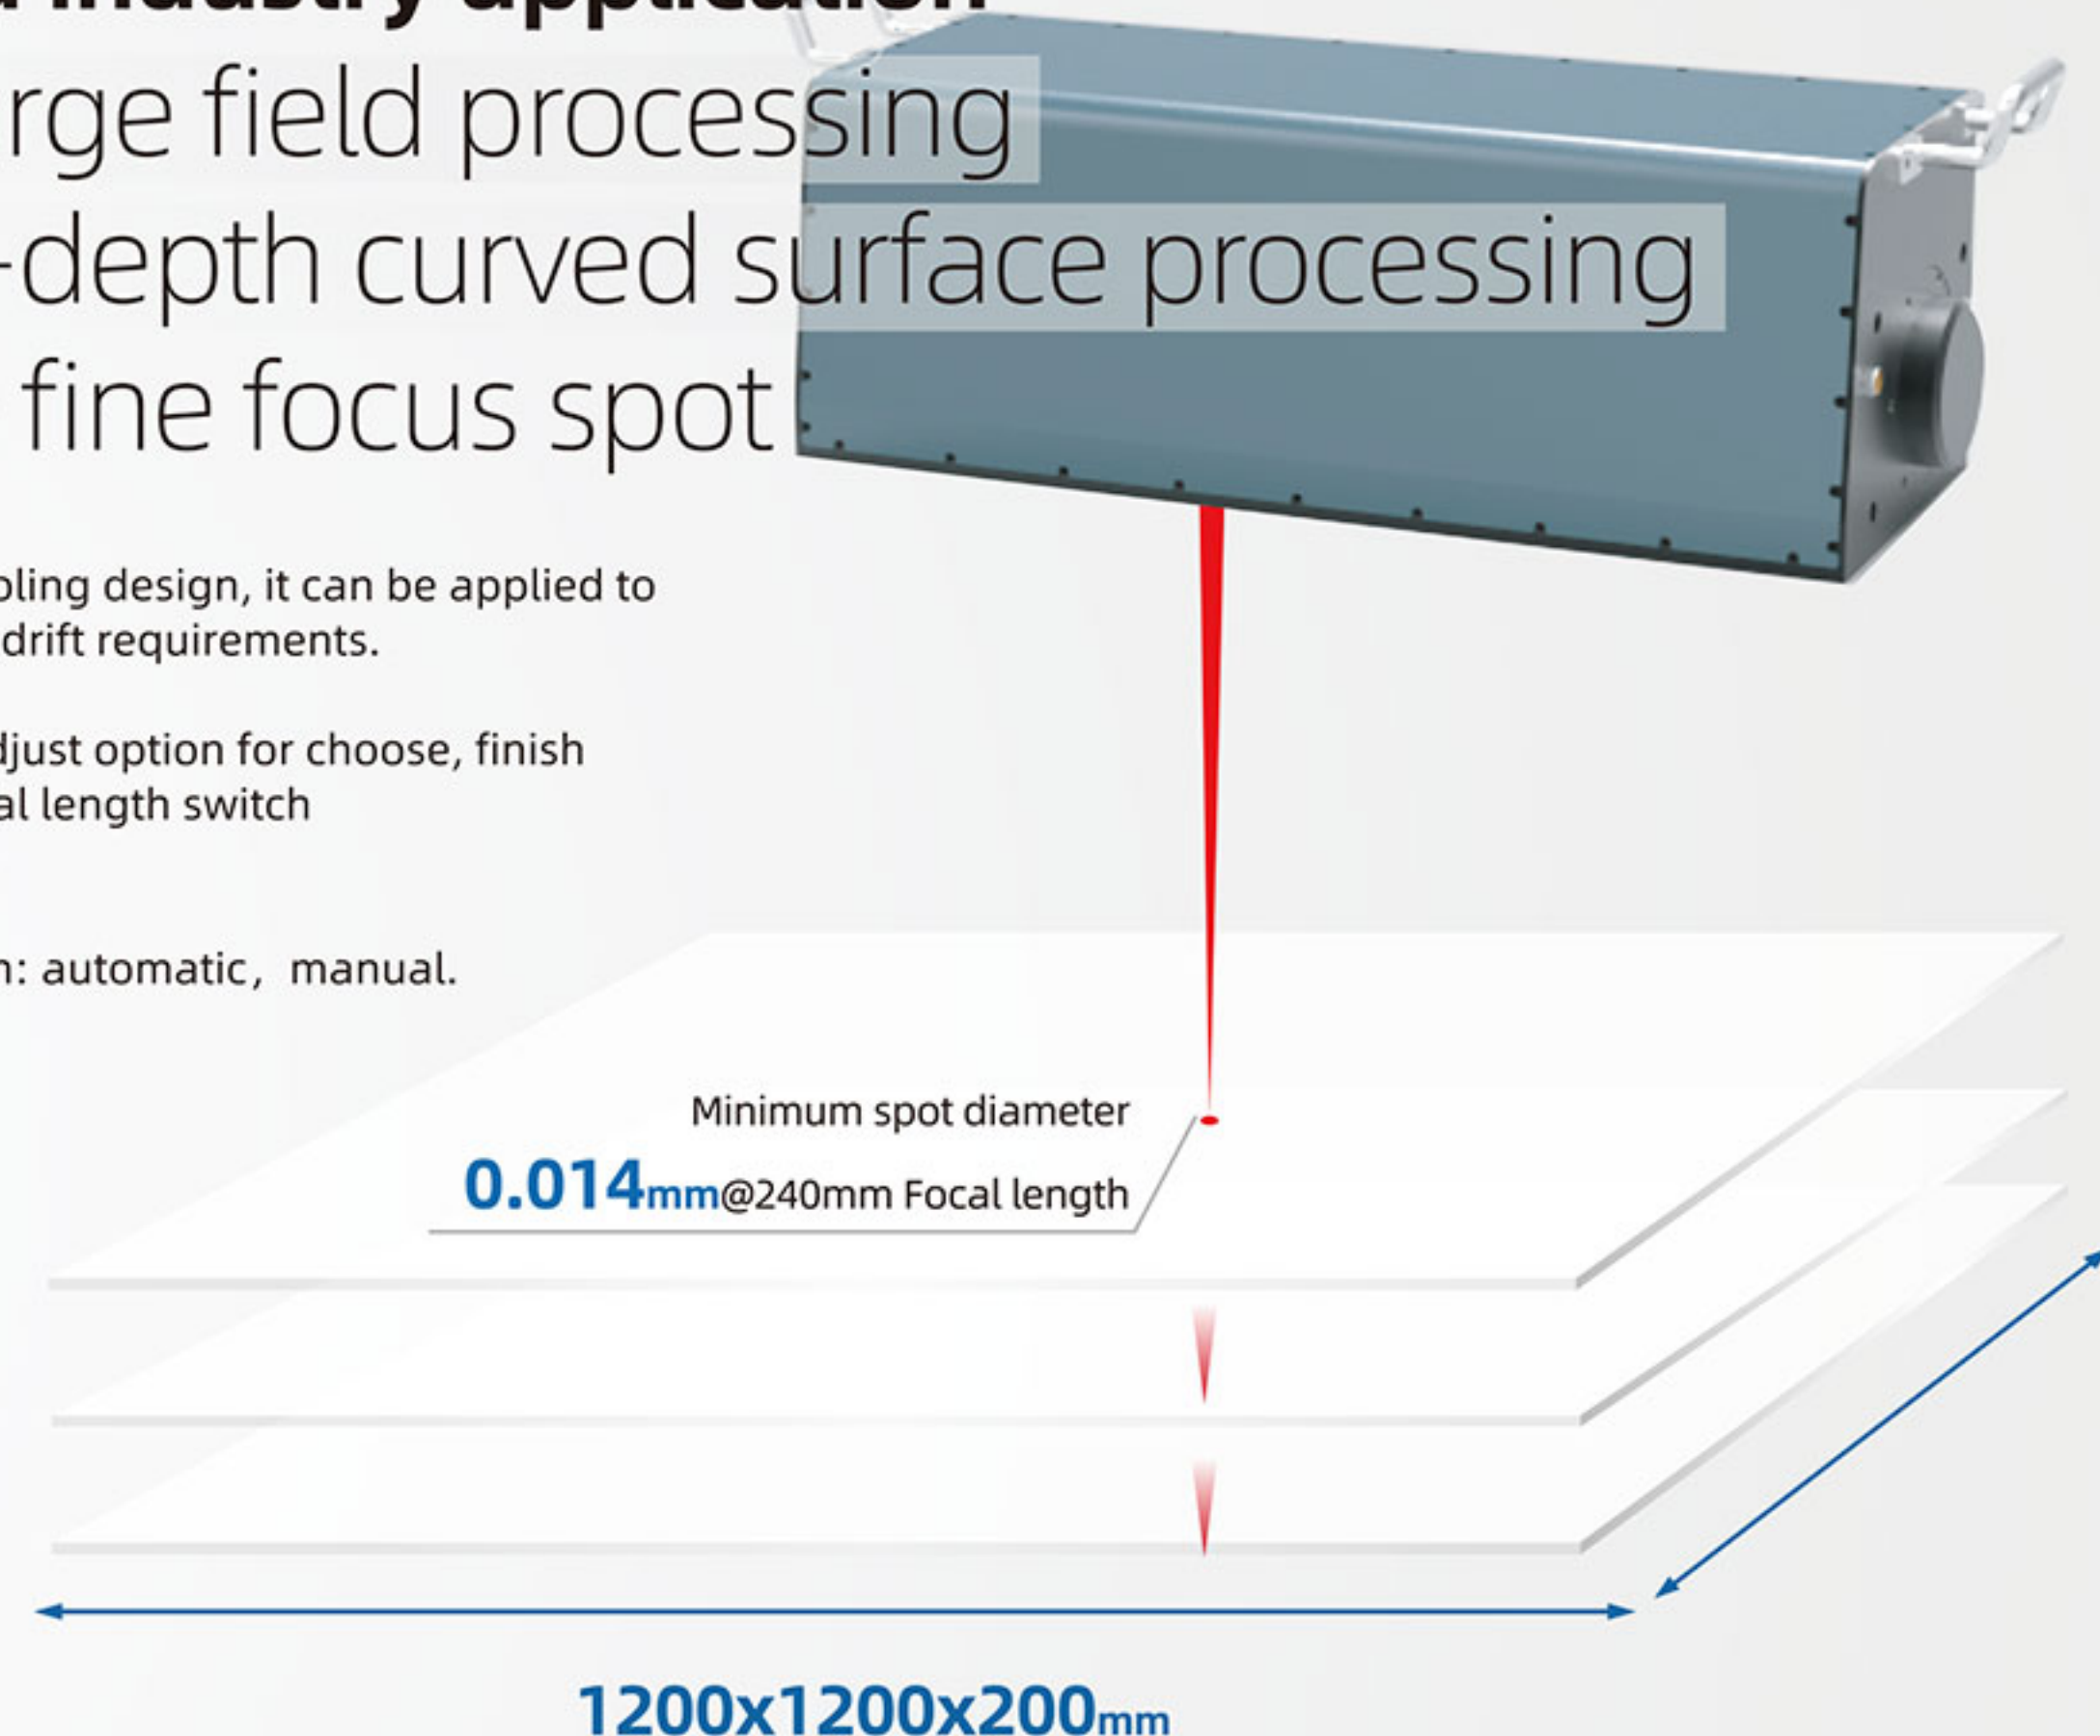 industry application
rge field processing
-depth curved surface processing
fine focus spot
oling design, it can be applied to
drift requirements.
djust option for choose, finish
al length switch
n: automatic, manual.
Minimum spot diameter
0.014mm@240mm Focal length
1200x1200x200mm